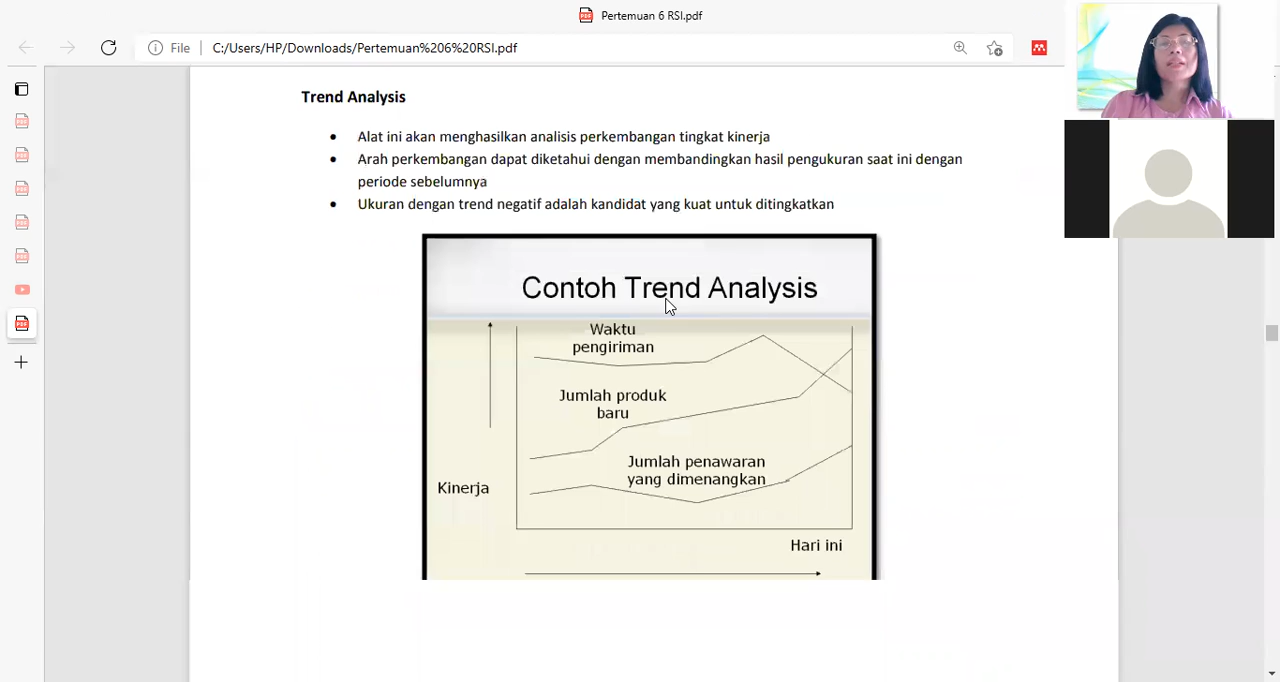 Pertemuan 6 RSI.pdf
File
C:/Users/HP/Downloads/Pertemuan%206%20RSI.pdf
Trend Analysis
• Alat ini akan menghasilkan analisis perkembangan tingkat kinerja
• Arah perkembangan dapat diketahui dengan membandingkan hasil pengukuran saat ini dengan
periode sebelumnya
• Ukuran dengan trend negatif adalah kandidat yang kuat untuk ditingkatkan
Contoh Trend Analysis
Waktu
pengiriman
Jumlah produk
baru
Jumlah penawaran
yang dimenangkan
Kinerja
Hari ini